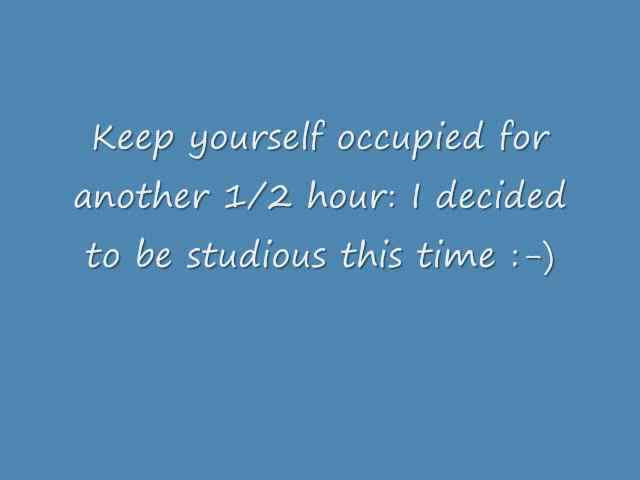 Keep yourself occupied for
another 1/2 hour: I decided
to be studious this time :-)